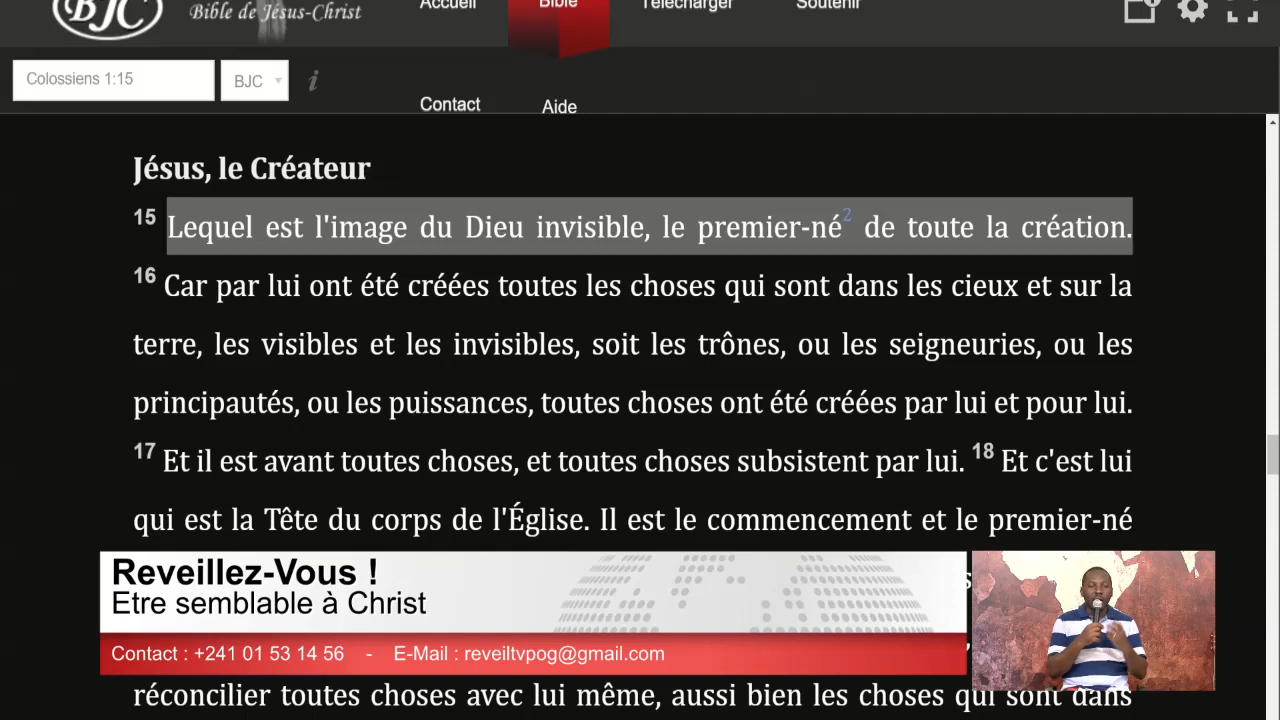 BJC
Bible de Jésus-Christ
Accueil
Bible
Télécharger
Soutenir
Colossiens 1:15
BJC
i
Contact
Aide
Jésus, le Créateur
15 Lequel est l'image du Dieu invisible, le premier-né2 de toute la création.
16 Car par lui ont été créées toutes les choses qui sont dans les cieux et sur la
terre, les visibles et les invisibles, soit les trônes, ou les seigneuries, ou les
principautés, ou les puissances, toutes choses ont été créées par lui et pour lui.
17 Et il est avant toutes choses, et toutes choses subsistent par lui. 18 Et c'est lui
qui est la Tête du corps de l'Église. Il est le commencement et le premier-né
Reveillez-Vous !
Etre semblable à Christ
Contact : +241 01 53 14 56 - E-Mail : reveiltvpog@gmail.com
réconcilier toutes choses avec lui même, aussi bien les choses qui sont dans